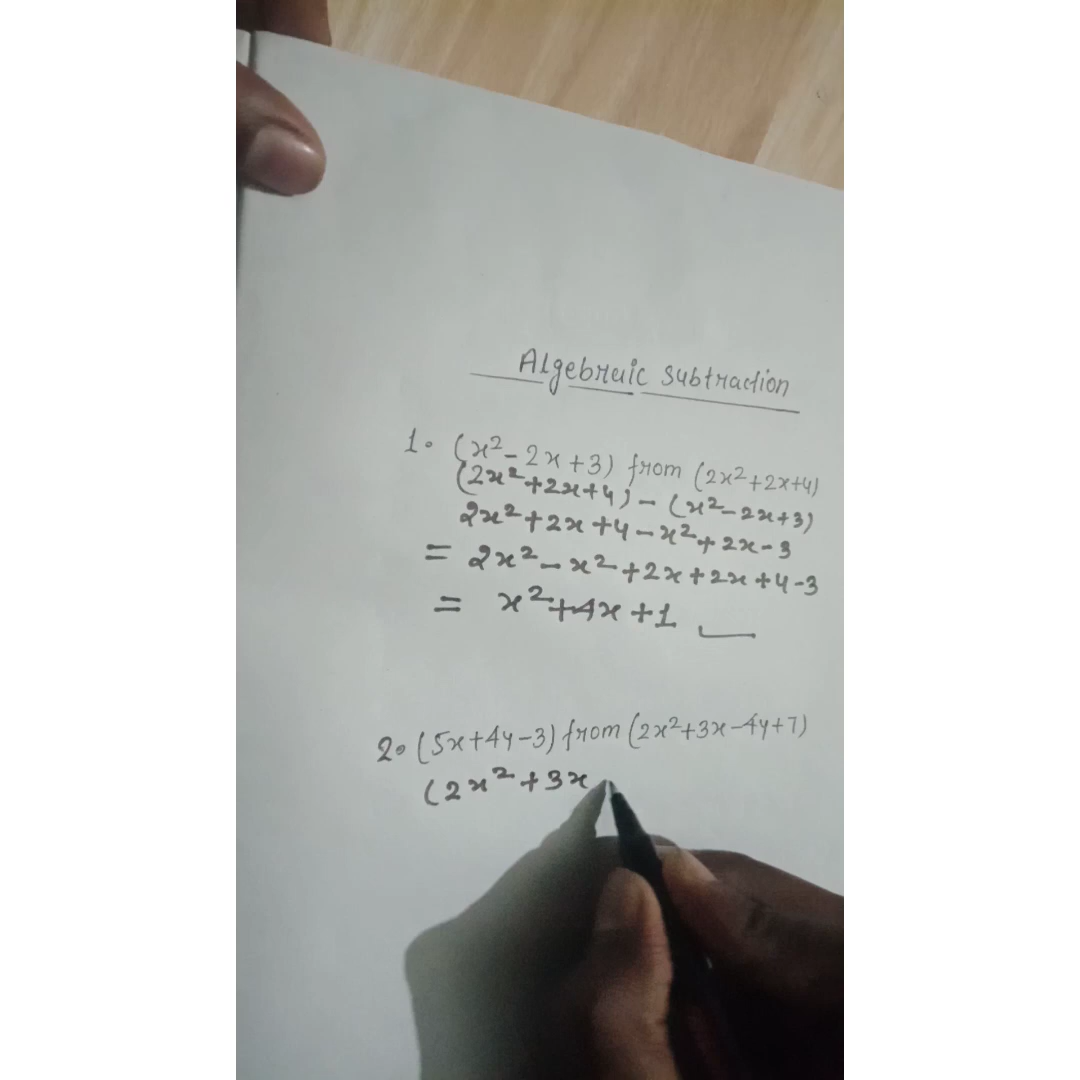 Algebraic subtraction
1. (x² - 2x + 3) from (2x² + 2x + 4)
(2x² + 2x + 4) - (x² - 2x + 3)
2x² + 2x + 4 - x² + 2x - 3
= 2x² - x² + 2x + 2x + 4 - 3
= x² + 4x + 1
2. (5x + 4y - 3) from (2x² + 3x - 4y + 7)
(2x² + 3x